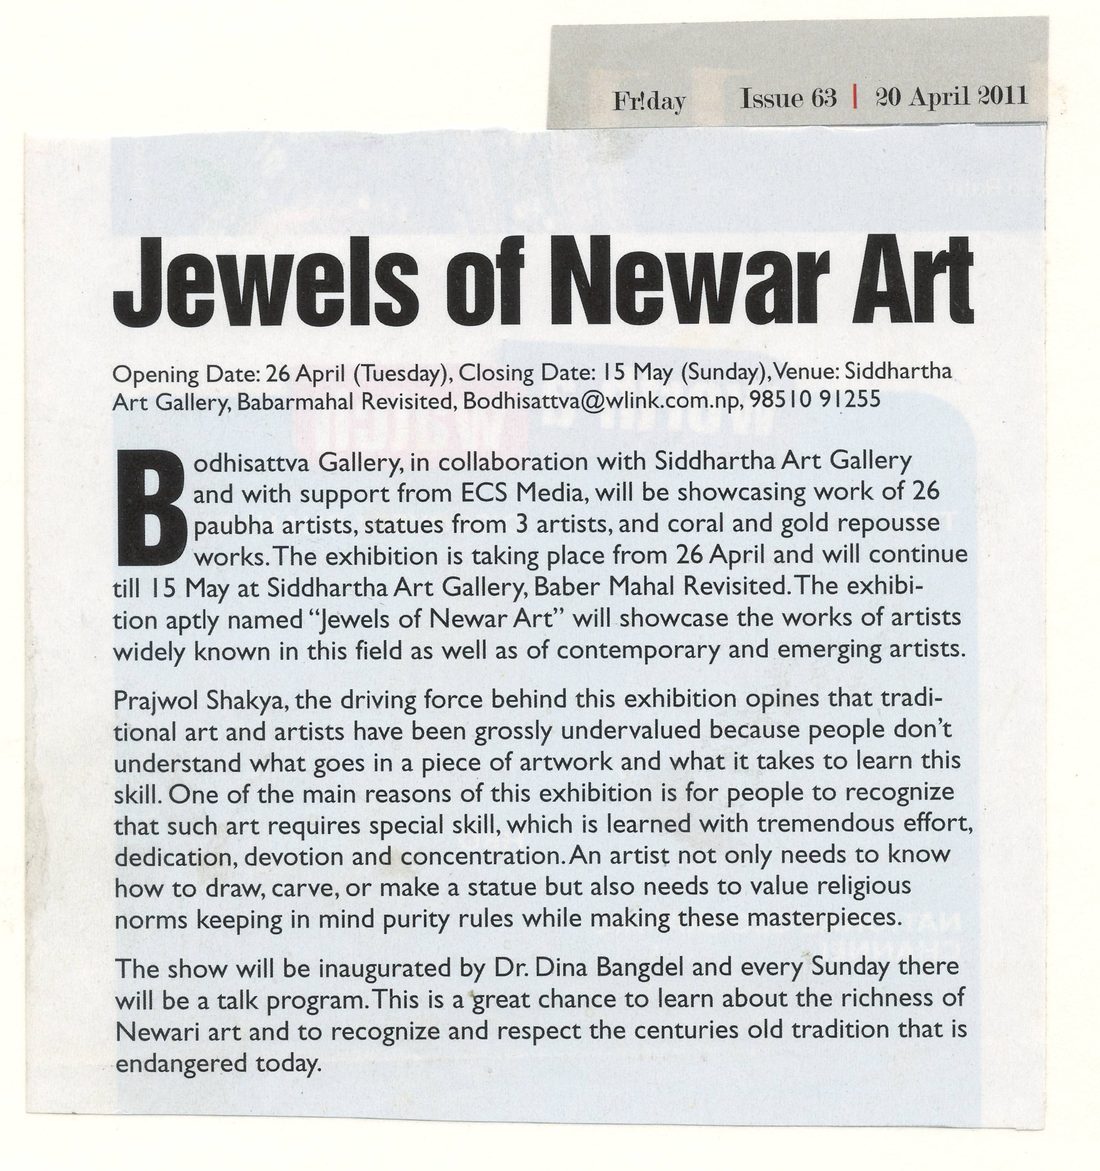 Fr!day Issue 63 | 20 April 2011
Jewels of Newar Art
Opening Date: 26 April (Tuesday), Closing Date: 15 May (Sunday), Venue: Siddhartha
Art Gallery, Babarmahal Revisited, Bodhisattva@wlink.com.np, 98510 91255
Bodhisattva Gallery, in collaboration with Siddhartha Art Gallery
and with support from ECS Media, will be showcasing work of 26
paubha artists, statues from 3 artists, and coral and gold repousse
works. The exhibition is taking place from 26 April and will continue
till 15 May at Siddhartha Art Gallery, Baber Mahal Revisited. The exhibi-
tion aptly named “Jewels of Newar Art” will showcase the works of artists
widely known in this field as well as of contemporary and emerging artists.
Prajwol Shakya, the driving force behind this exhibition opines that tradi-
tional art and artists have been grossly undervalued because people don’t
understand what goes in a piece of artwork and what it takes to learn this
skill. One of the main reasons of this exhibition is for people to recognize
that such art requires special skill, which is learned with tremendous effort,
dedication, devotion and concentration. An artist not only needs to know
how to draw, carve, or make a statue but also needs to value religious
norms keeping in mind purity rules while making these masterpieces.
The show will be inaugurated by Dr. Dina Bangdel and every Sunday there
will be a talk program. This is a great chance to learn about the richness of
Newari art and to recognize and respect the centuries old tradition that is
endangered today.